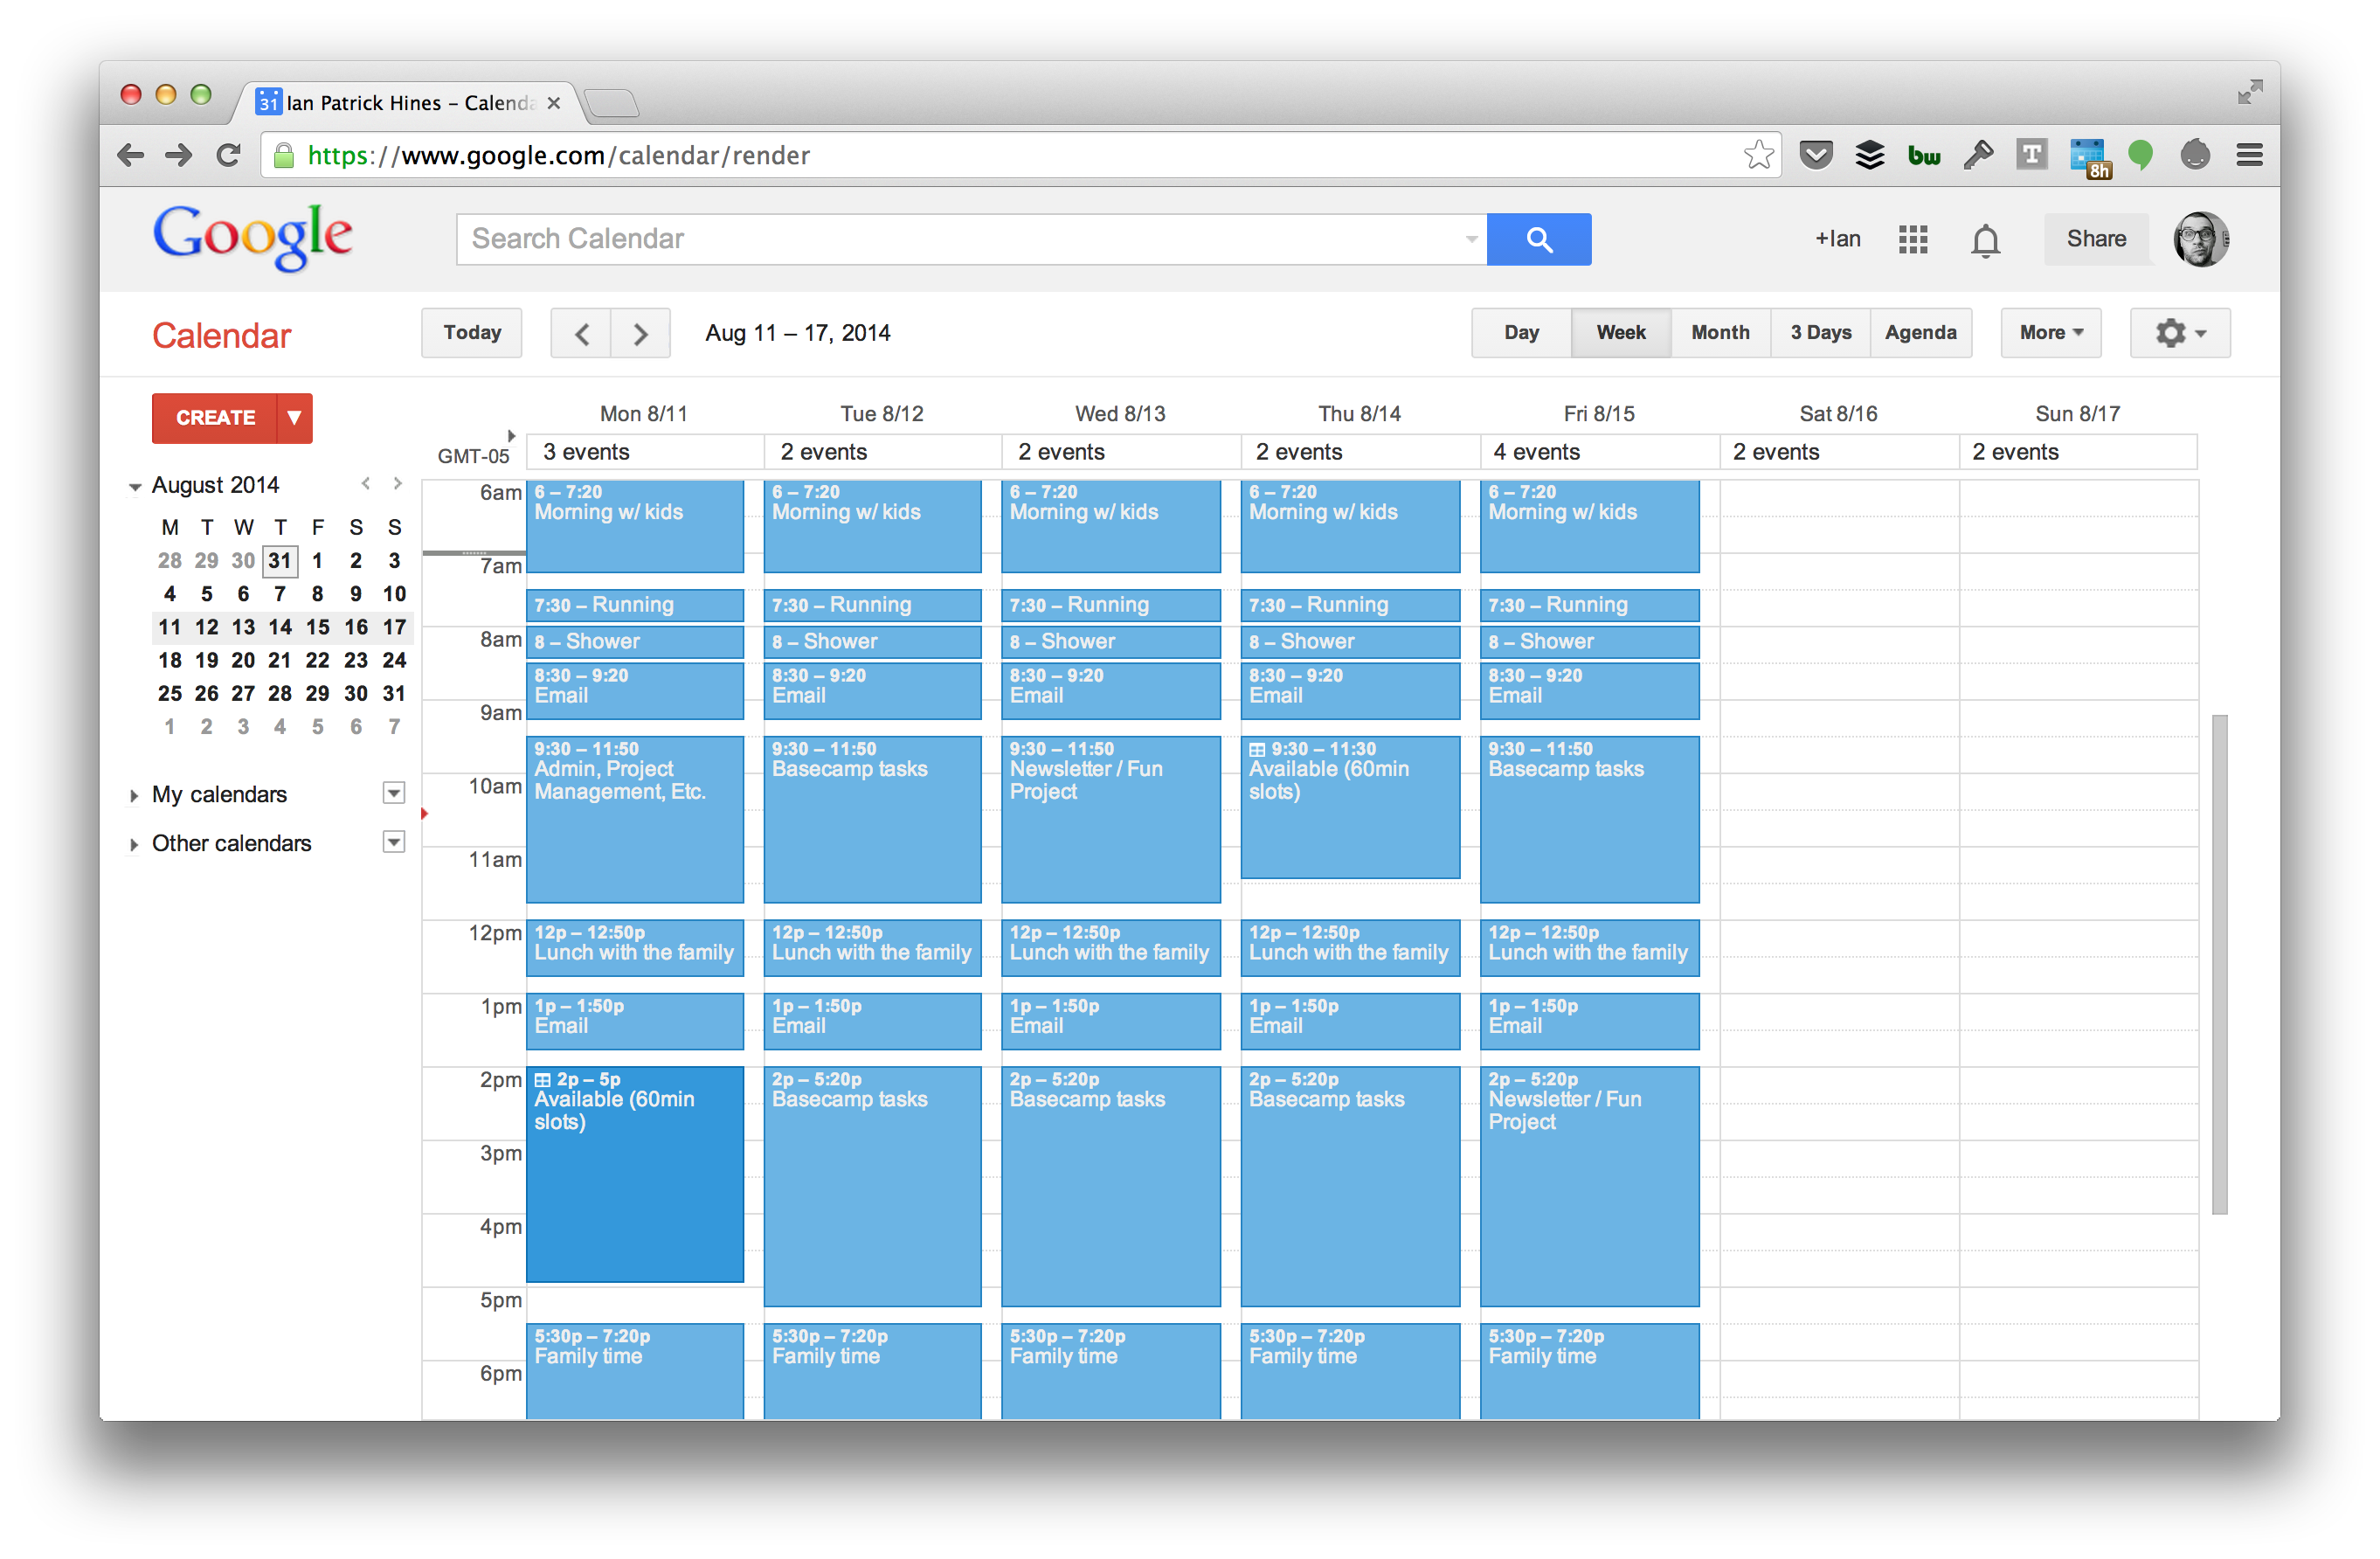 31 Ian Patrick Hines – Calenda
https://www.google.com/calendar/render
bw
T
8h
Google
Search Calendar
+Ian
Share
Calendar
Today
Aug 11 – 17, 2014
Day
Week
Month
3 Days
Agenda
More
CREATE
August 2014
M T W T F S S
28 29 30 31 1 2 3
4 5 6 7 8 9 10
11 12 13 14 15 16 17
18 19 20 21 22 23 24
25 26 27 28 29 30 31
1 2 3 4 5 6 7
My calendars
Other calendars
Mon 8/11 Tue 8/12 Wed 8/13 Thu 8/14 Fri 8/15 Sat 8/16 Sun 8/17
GMT-05
3 events 2 events 2 events 2 events 4 events 2 events 2 events
6am
7am
8am
9am
10am
11am
12pm
1pm
2pm
3pm
4pm
5pm
6pm
6 – 7:20
Morning w/ kids
7:30 – Running
8 – Shower
8:30 – 9:20
Email
9:30 – 11:50
Admin, Project
Management, Etc.
12p – 12:50p
Lunch with the family
1p – 1:50p
Email
2p – 5p
Available (60min
slots)
5:30p – 7:20p
Family time
6 – 7:20
Morning w/ kids
7:30 – Running
8 – Shower
8:30 – 9:20
Email
9:30 – 11:50
Basecamp tasks
12p – 12:50p
Lunch with the family
1p – 1:50p
Email
2p – 5:20p
Basecamp tasks
5:30p – 7:20p
Family time
6 – 7:20
Morning w/ kids
7:30 – Running
8 – Shower
8:30 – 9:20
Email
9:30 – 11:50
Newsletter / Fun
Project
12p – 12:50p
Lunch with the family
1p – 1:50p
Email
2p – 5:20p
Basecamp tasks
5:30p – 7:20p
Family time
6 – 7:20
Morning w/ kids
7:30 – Running
8 – Shower
8:30 – 9:20
Email
9:30 – 11:30
Available (60min
slots)
12p – 12:50p
Lunch with the family
1p – 1:50p
Email
2p – 5:20p
Basecamp tasks
5:30p – 7:20p
Family time
6 – 7:20
Morning w/ kids
7:30 – Running
8 – Shower
8:30 – 9:20
Email
9:30 – 11:50
Basecamp tasks
12p – 12:50p
Lunch with the family
1p – 1:50p
Email
2p – 5:20p
Newsletter / Fun
Project
5:30p – 7:20p
Family time